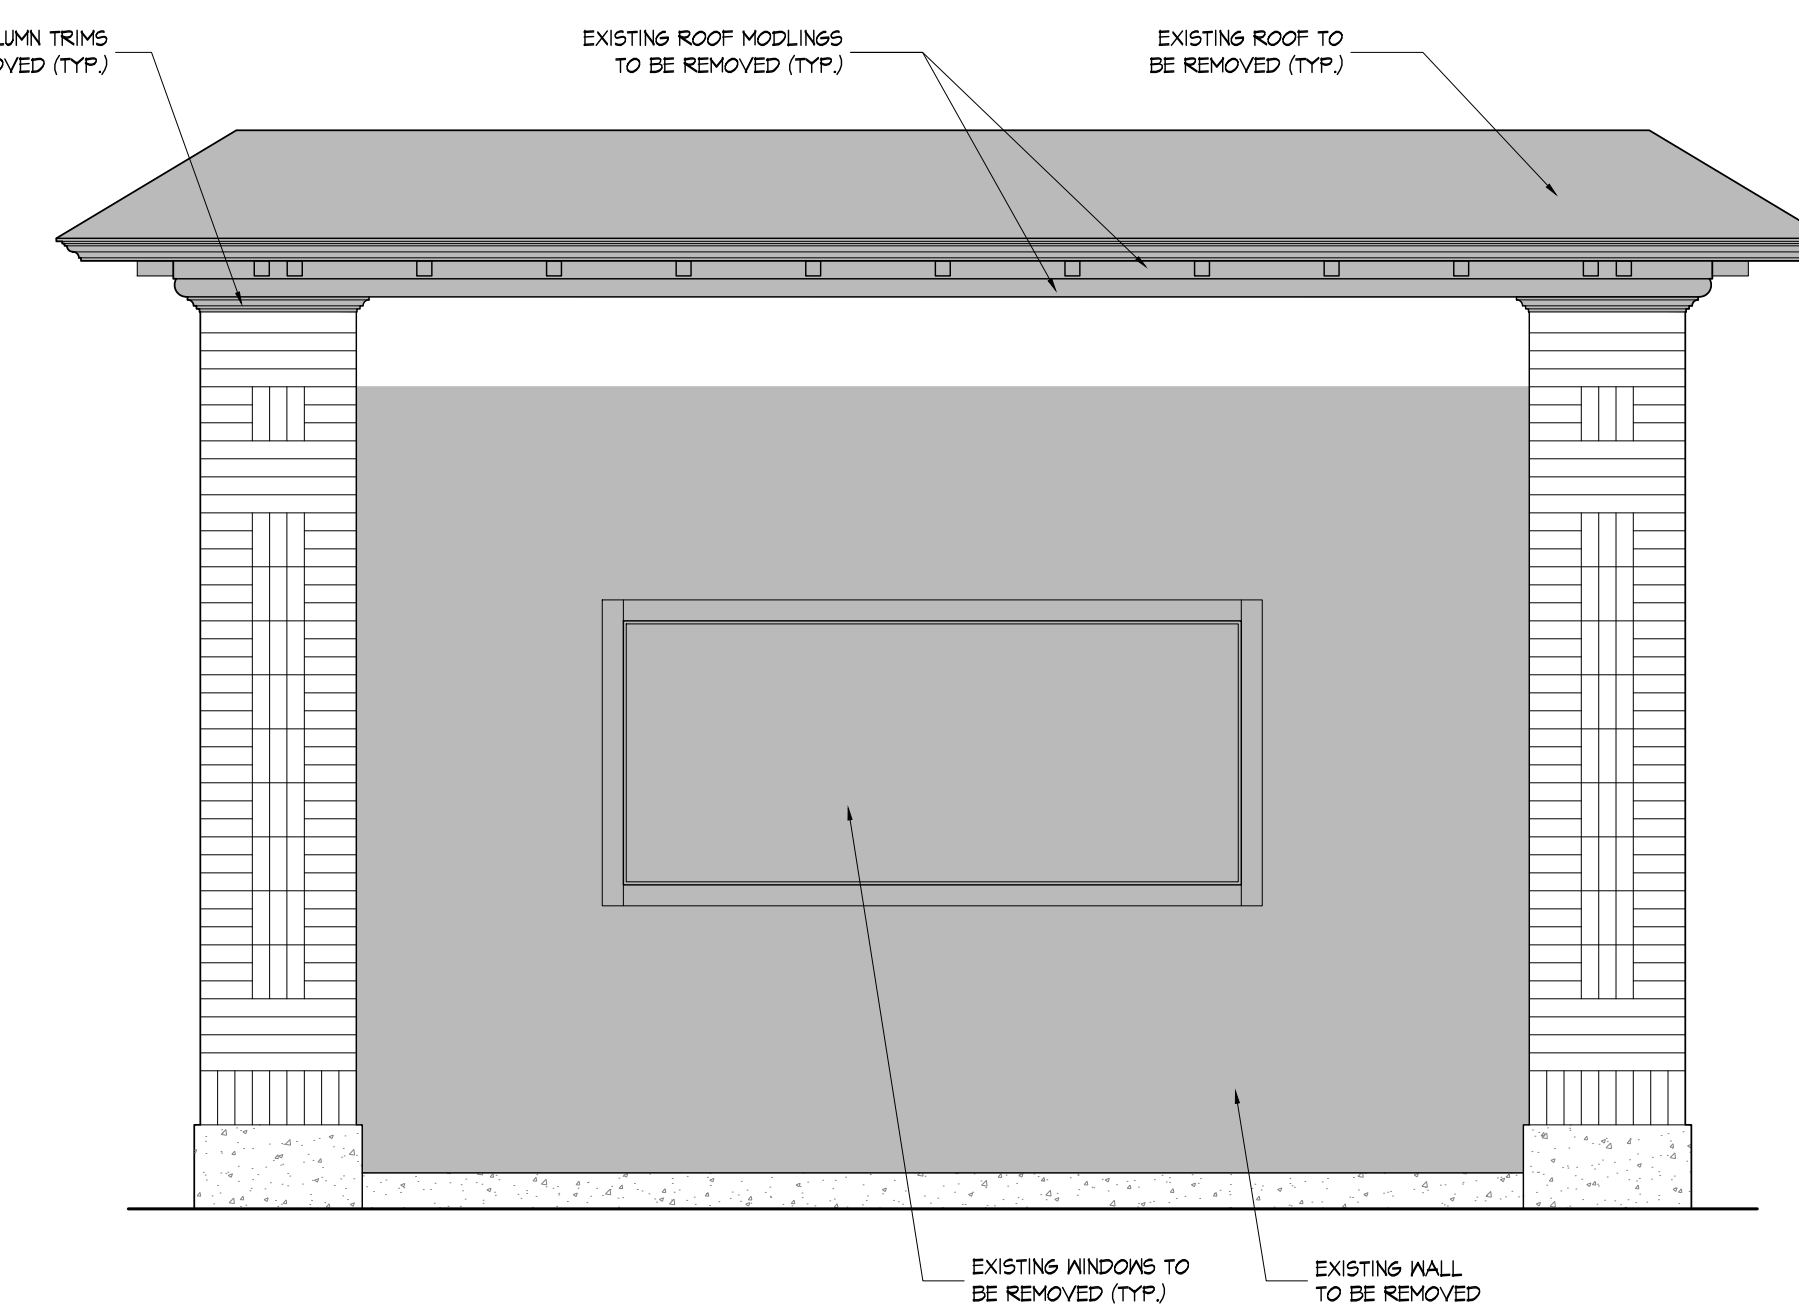 LUMN TRIMS
OVED (TYP.)
EXISTING ROOF MODLINGS
TO BE REMOVED (TYP.)
EXISTING ROOF TO
BE REMOVED (TYP.)
EXISTING WINDOWS TO
BE REMOVED (TYP.)
EXISTING WALL
TO BE REMOVED